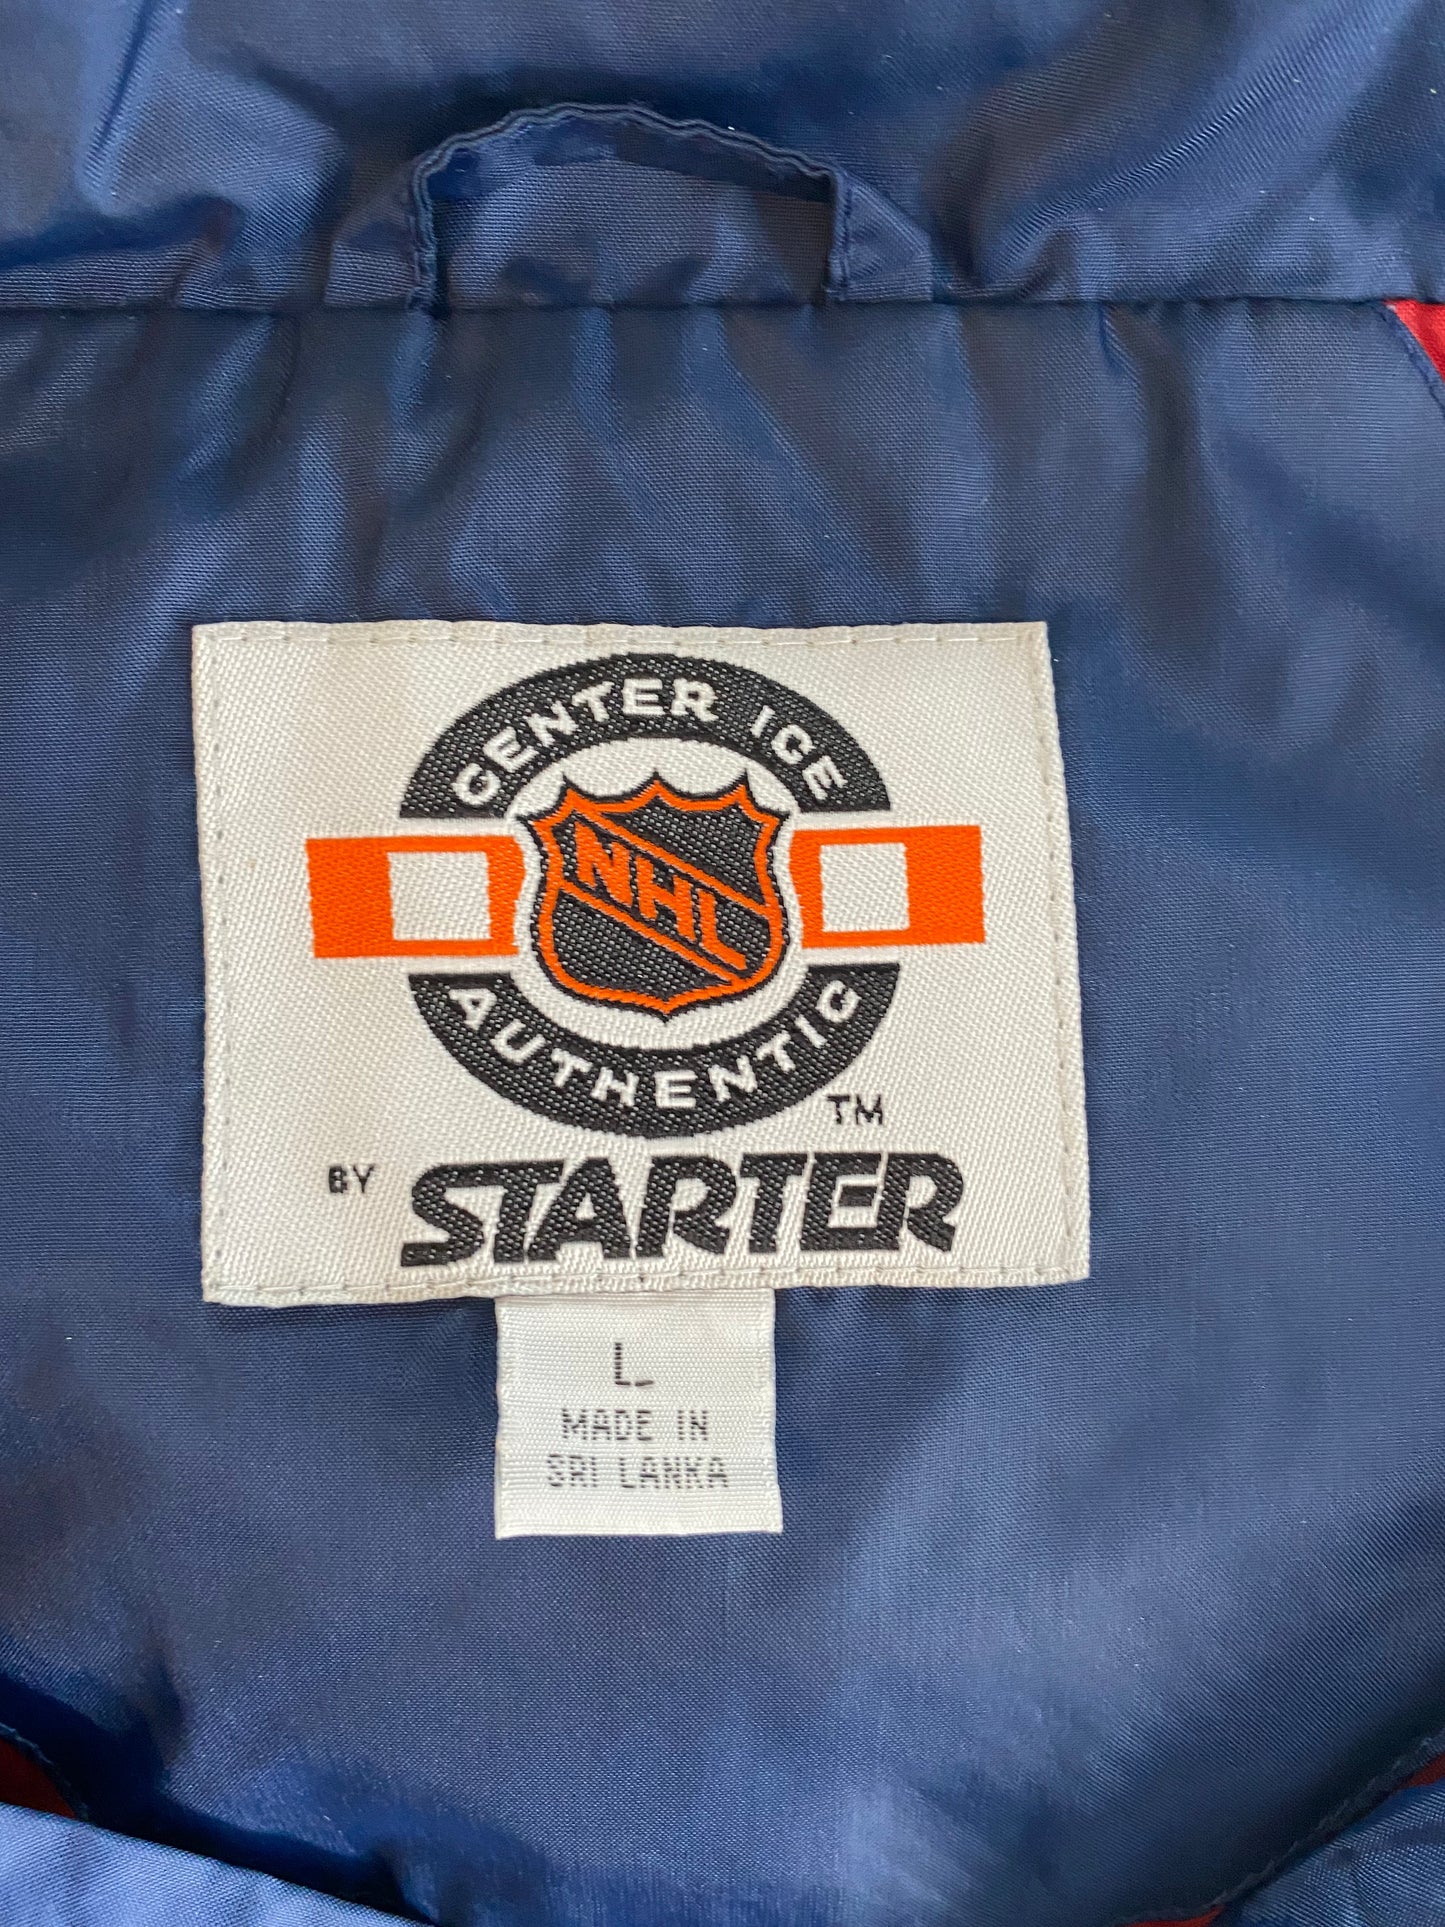 CENTER ICE
NHL
AUTHENTIC
TM
BY STARTER
L
MADE IN
SRI LANKA